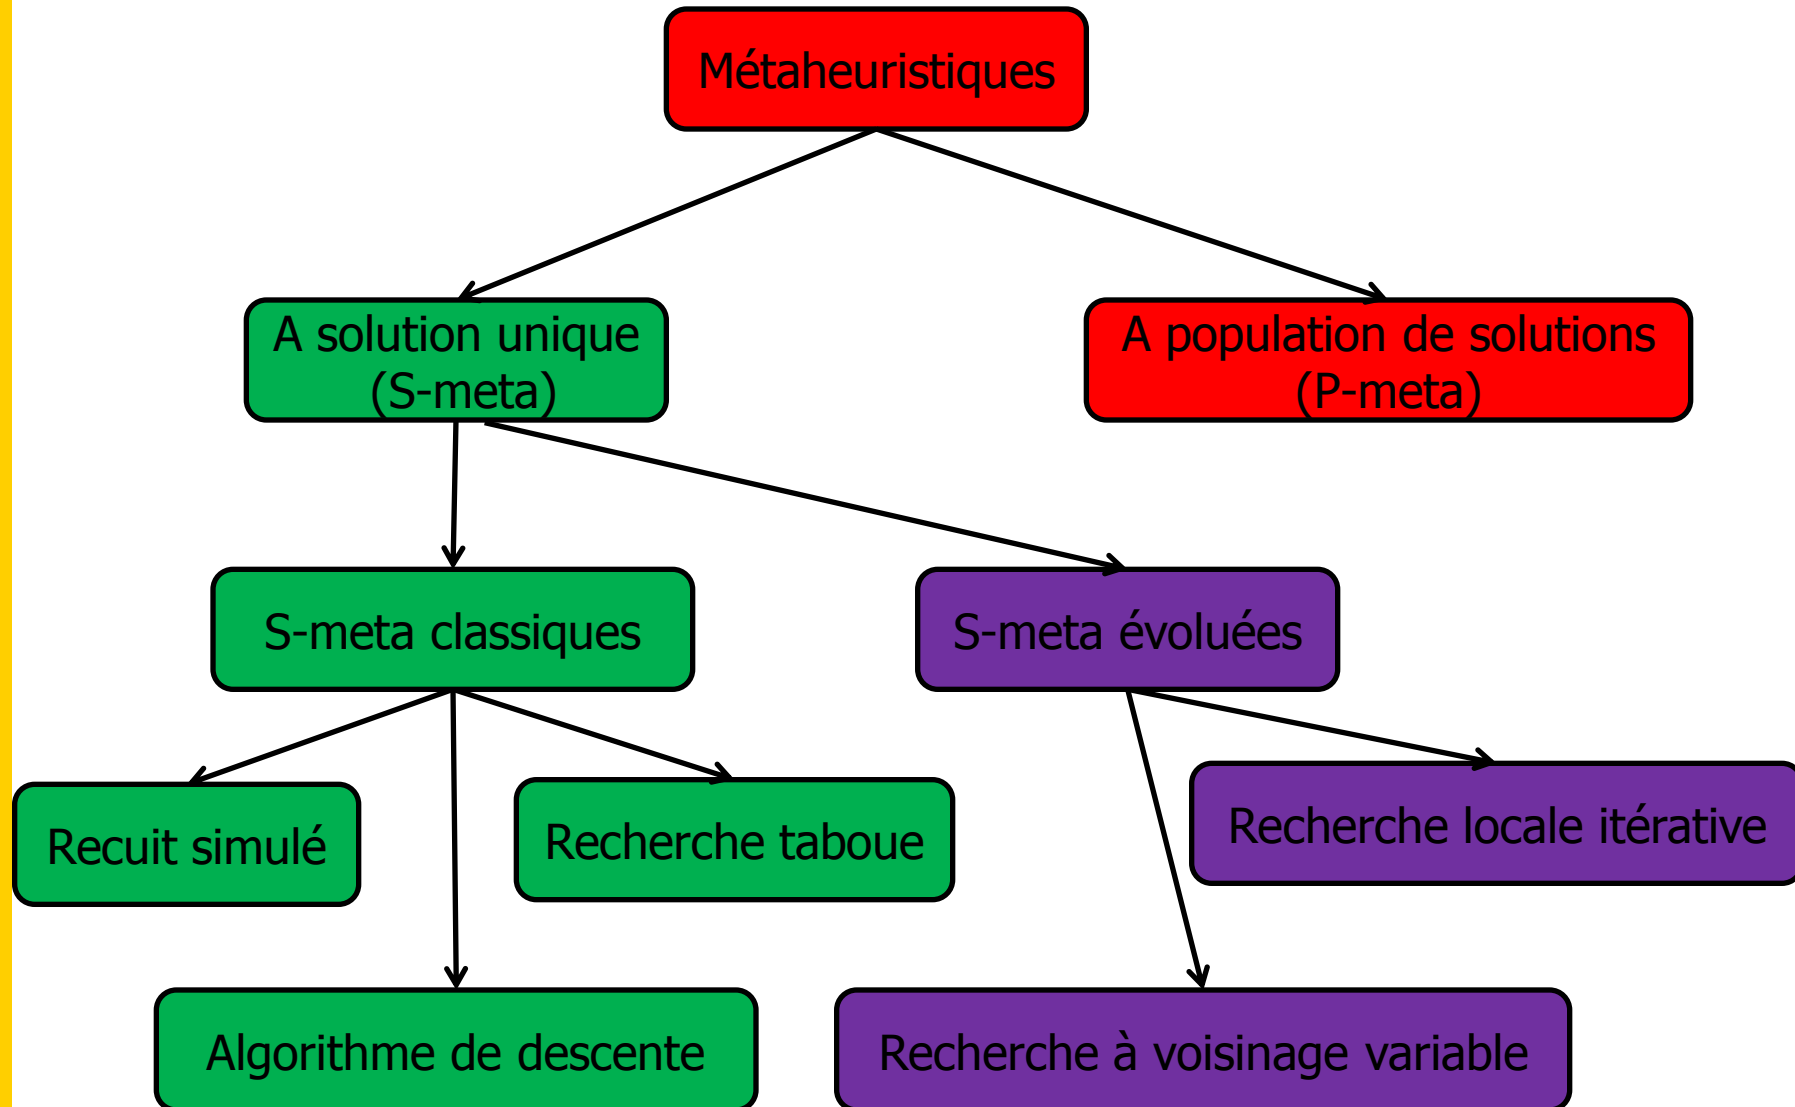 Métaheuristiques
A solution unique
(S-meta)
A population de solutions
(P-meta)
S-meta classiques
S-meta évoluées
Recuit simulé
Recherche taboue
Recherche locale itérative
Algorithme de descente
Recherche à voisinage variable